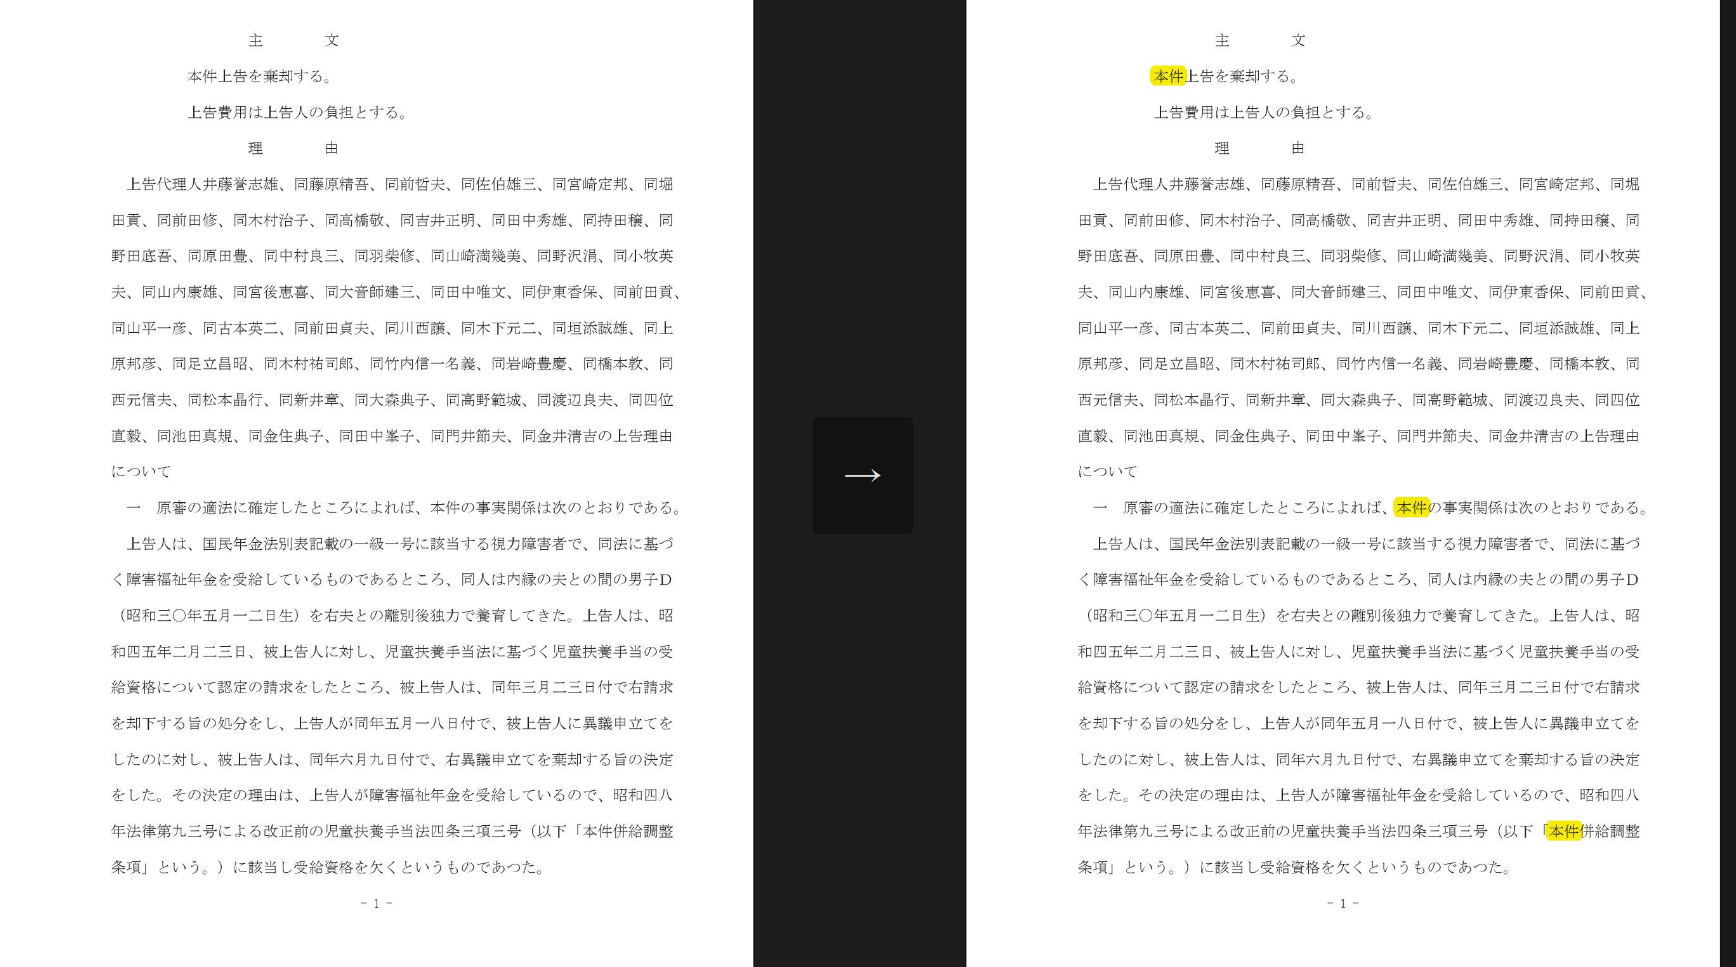 主　　　　文
本件上告を棄却する。
上告費用は上告人の負担とする。
理　　　　由
上告代理人井藤誉志雄、同藤原精吾、同前哲夫、同佐伯雄三、同宮崎定邦、同堀
田貢、同前田修、同木村治子、同高橋敬、同吉井正明、同田中秀雄、同持田穣、同
野田底吾、同原田豊、同中村良三、同羽柴修、同山崎満幾美、同野沢涓、同小牧英
夫、同山内康雄、同宮後恵喜、同大音師建三、同田中唯文、同伊東香保、同前田貢、
同山平一彦、同古本英二、同前田貞夫、同川西譲、同木下元二、同垣添誠雄、同上
原邦彦、同足立昌昭、同木村祐司郎、同竹内信一名義、同岩崎豊慶、同橋本敦、同
西元信夫、同松本晶行、同新井章、同大森典子、同高野範城、同渡辺良夫、同四位
直毅、同池田真規、同金住典子、同田中峯子、同門井節夫、同金井清吉の上告理由
について
一　原審の適法に確定したところによれば、本件の事実関係は次のとおりである。
上告人は、国民年金法別表記載の一級一号に該当する視力障害者で、同法に基づ
く障害福祉年金を受給しているものであるところ、同人は内縁の夫との間の男子D
（昭和三〇年五月一二日生）を右夫との離別後独力で養育してきた。上告人は、昭
和四五年二月二三日、被上告人に対し、児童扶養手当法に基づく児童扶養手当の受
給資格について認定の請求をしたところ、被上告人は、同年三月二三日付で右請求
を却下する旨の処分をし、上告人が同年五月一八日付で、被上告人に異議申立てを
したのに対し、被上告人は、同年六月九日付で、右異議申立てを棄却する旨の決定
をした。その決定の理由は、上告人が障害福祉年金を受給しているので、昭和四八
年法律第九三号による改正前の児童扶養手当法四条三項三号（以下「本件併給調整
条項」という。）に該当し受給資格を欠くというものであつた。
- 1 -
→
主　　　　文
本件上告を棄却する。
上告費用は上告人の負担とする。
理　　　　由
上告代理人井藤誉志雄、同藤原精吾、同前哲夫、同佐伯雄三、同宮崎定邦、同堀
田貢、同前田修、同木村治子、同高橋敬、同吉井正明、同田中秀雄、同持田穣、同
野田底吾、同原田豊、同中村良三、同羽柴修、同山崎満幾美、同野沢涓、同小牧英
夫、同山内康雄、同宮後恵喜、同大音師建三、同田中唯文、同伊東香保、同前田貢、
同山平一彦、同古本英二、同前田貞夫、同川西譲、同木下元二、同垣添誠雄、同上
原邦彦、同足立昌昭、同木村祐司郎、同竹内信一名義、同岩崎豊慶、同橋本敦、同
西元信夫、同松本晶行、同新井章、同大森典子、同高野範城、同渡辺良夫、同四位
直毅、同池田真規、同金住典子、同田中峯子、同門井節夫、同金井清吉の上告理由
について
一　原審の適法に確定したところによれば、本件の事実関係は次のとおりである。
上告人は、国民年金法別表記載の一級一号に該当する視力障害者で、同法に基づ
く障害福祉年金を受給しているものであるところ、同人は内縁の夫との間の男子D
（昭和三〇年五月一二日生）を右夫との離別後独力で養育してきた。上告人は、昭
和四五年二月二三日、被上告人に対し、児童扶養手当法に基づく児童扶養手当の受
給資格について認定の請求をしたところ、被上告人は、同年三月二三日付で右請求
を却下する旨の処分をし、上告人が同年五月一八日付で、被上告人に異議申立てを
したのに対し、被上告人は、同年六月九日付で、右異議申立てを棄却する旨の決定
をした。その決定の理由は、上告人が障害福祉年金を受給しているので、昭和四八
年法律第九三号による改正前の児童扶養手当法四条三項三号（以下「本件併給調整
条項」という。）に該当し受給資格を欠くというものであつた。
- 1 -